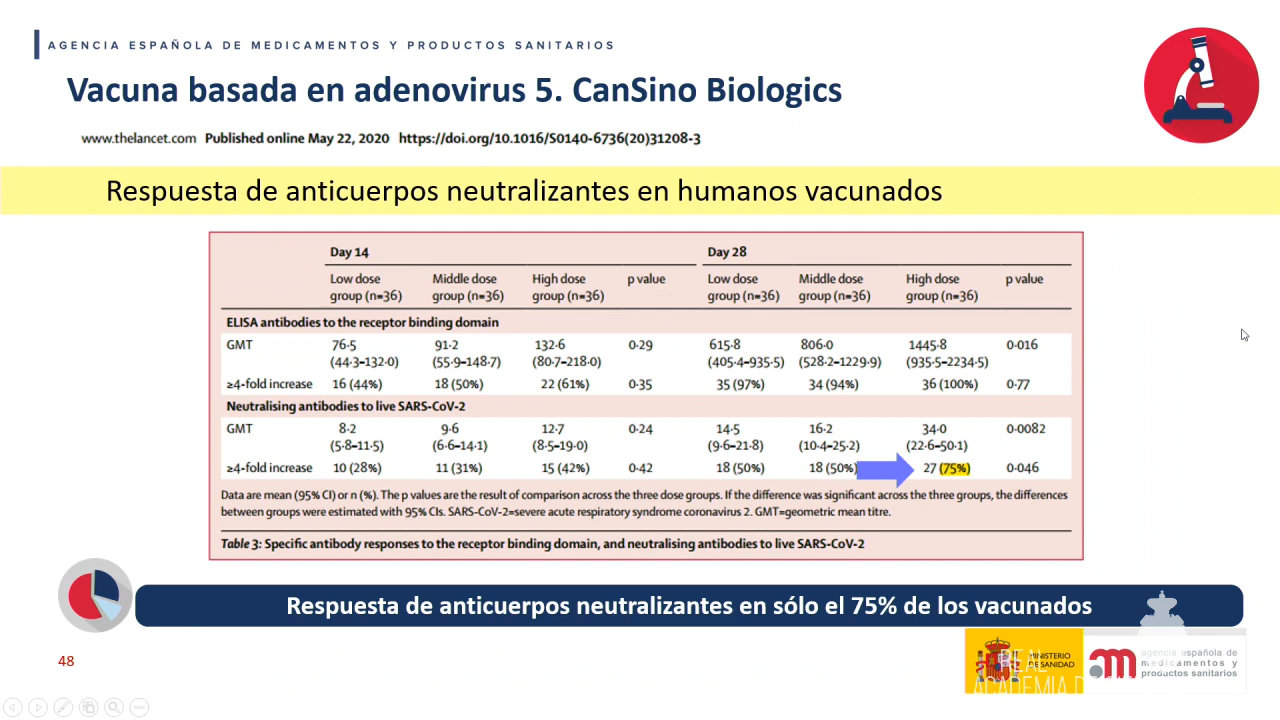 AGENCIA ESPAÑOLA DE MEDICAMENTOS Y PRODUCTOS SANITARIOS
Vacuna basada en adenovirus 5. CanSino Biologics
www.thelancet.com Published online May 22, 2020 https://doi.org/10.1016/S0140-6736(20)31208-3
Respuesta de anticuerpos neutralizantes en humanos vacunados
Day 14 Day 28
Low dose Middle dose High dose p value Low dose Middle dose High dose p value
group (n=36) group (n=36) group (n=36) group (n=36) group (n=36) group (n=36)
ELISA antibodies to the receptor binding domain
GMT 76·5 91·2 132·6 0·29 615·8 806·0 1445·8 0·016
(44·3–132·0) (55·9–148·7) (80·7–218·0) (405·4–935·5) (528·2–1229·9) (935·5–2234·5)
≥4-fold increase 16 (44%) 18 (50%) 22 (61%) 0·35 35 (97%) 34 (94%) 36 (100%) 0·77
Neutralising antibodies to live SARS-CoV-2
GMT 8·2 9·6 12·7 0·24 14·5 16·2 34·0 0·0082
(5·8–11·5) (6·6–14·1) (8·5–19·0) (9·6–21·8) (10·4–25·2) (22·6–50·1)
≥4-fold increase 10 (28%) 11 (31%) 15 (42%) 0·42 18 (50%) 18 (50%) 27 (75%) 0·046
Data are mean (95% CI) or n (%). The p values are the result of comparison across the three dose groups. If the difference was significant across the three groups, the differences
between groups were estimated with 95% CIs. SARS-CoV-2=severe acute respiratory syndrome coronavirus 2. GMT=geometric mean titre.
Table 3: Specific antibody responses to the receptor binding domain, and neutralising antibodies to live SARS-CoV-2
Respuesta de anticuerpos neutralizantes en sólo el 75% de los vacunados
48
MINISTERIO
DE SANIDAD
agencia española de
medicamentos y
productos sanitarios
REAL
ACADEMIA